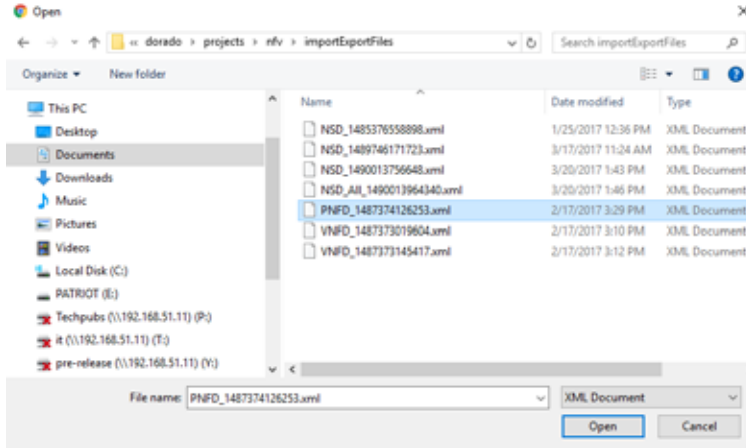 Open
« dorado › projects › nfv › importExportFiles
Search importExportFiles
Organize
New folder
This PC
Desktop
Documents
Downloads
Music
Pictures
Videos
Local Disk (C:)
PATRIOT (E:)
Techpubs (\\192.168.51.11) (P:)
it (\\192.168.51.11) (T:)
pre-release (\\192.168.51.11) (Y:)
Name Date modified Type
NSD_1485376558898.xml 1/25/2017 12:36 PM XML Document
NSD_1489746171723.xml 3/17/2017 11:24 AM XML Document
NSD_1490013756648.xml 3/20/2017 1:43 PM XML Document
NSD_All_1490013964340.xml 3/20/2017 1:46 PM XML Document
PNFD_1487374126253.xml 2/17/2017 3:29 PM XML Document
VNFD_1487373019604.xml 2/17/2017 3:10 PM XML Document
VNFD_1487373145417.xml 2/17/2017 3:12 PM XML Document
File name: PNFD_1487374126253.xml XML Document
Open Cancel